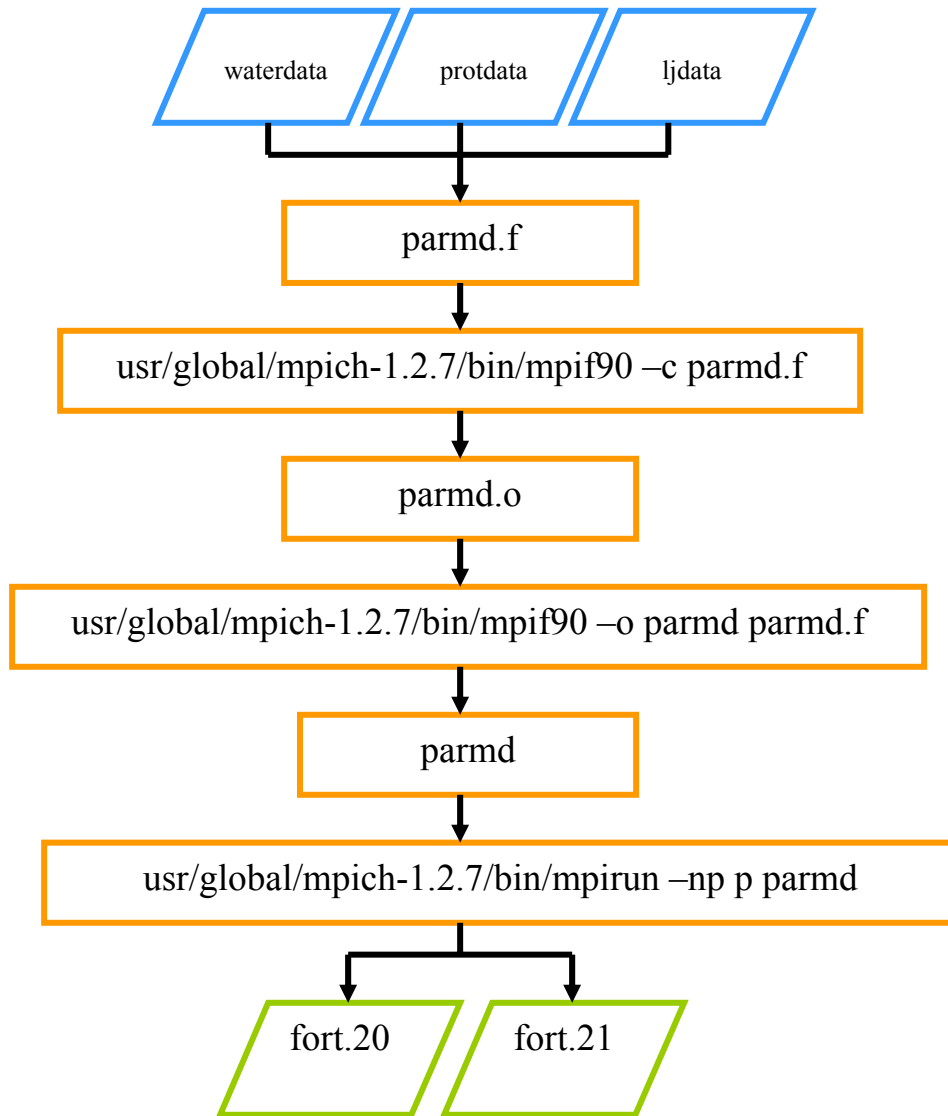 waterdata
protdata
ljdata
parmd.f
usr/global/mpich-1.2.7/bin/mpif90 –c parmd.f
parmd.o
usr/global/mpich-1.2.7/bin/mpif90 –o parmd parmd.f
parmd
usr/global/mpich-1.2.7/bin/mpirun –np p parmd
fort.20
fort.21